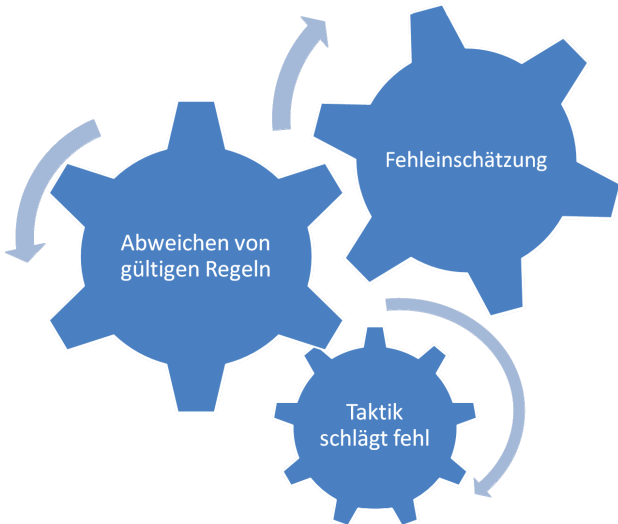 Fehleinschätzung
Abweichen von
gültigen Regeln
Taktik
schlägt fehl